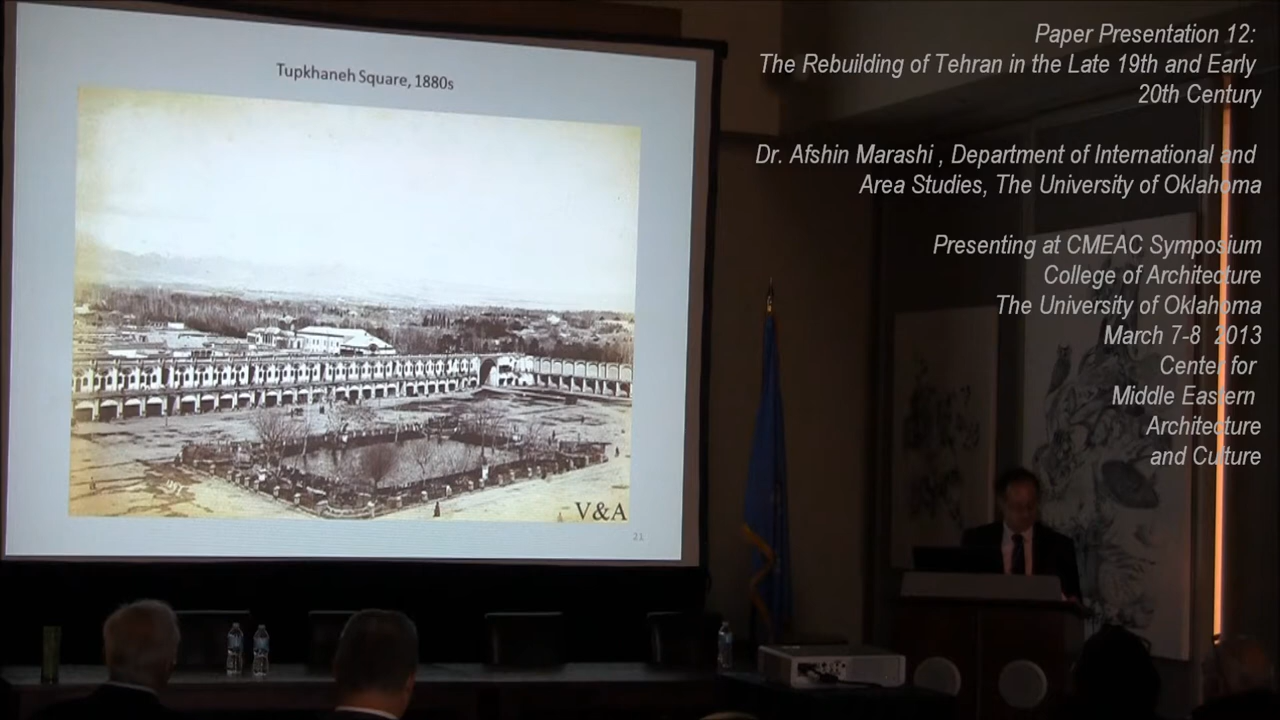 Tupkhaneh Square, 1880s
V&A
21
Paper Presentation 12:
The Rebuilding of Tehran in the Late 19th and Early
20th Century
Dr. Afshin Marashi , Department of International and
Area Studies, The University of Oklahoma
Presenting at CMEAC Symposium
College of Architecture
The University of Oklahoma
March 7-8 2013
Center for
Middle Eastern
Architecture
and Culture